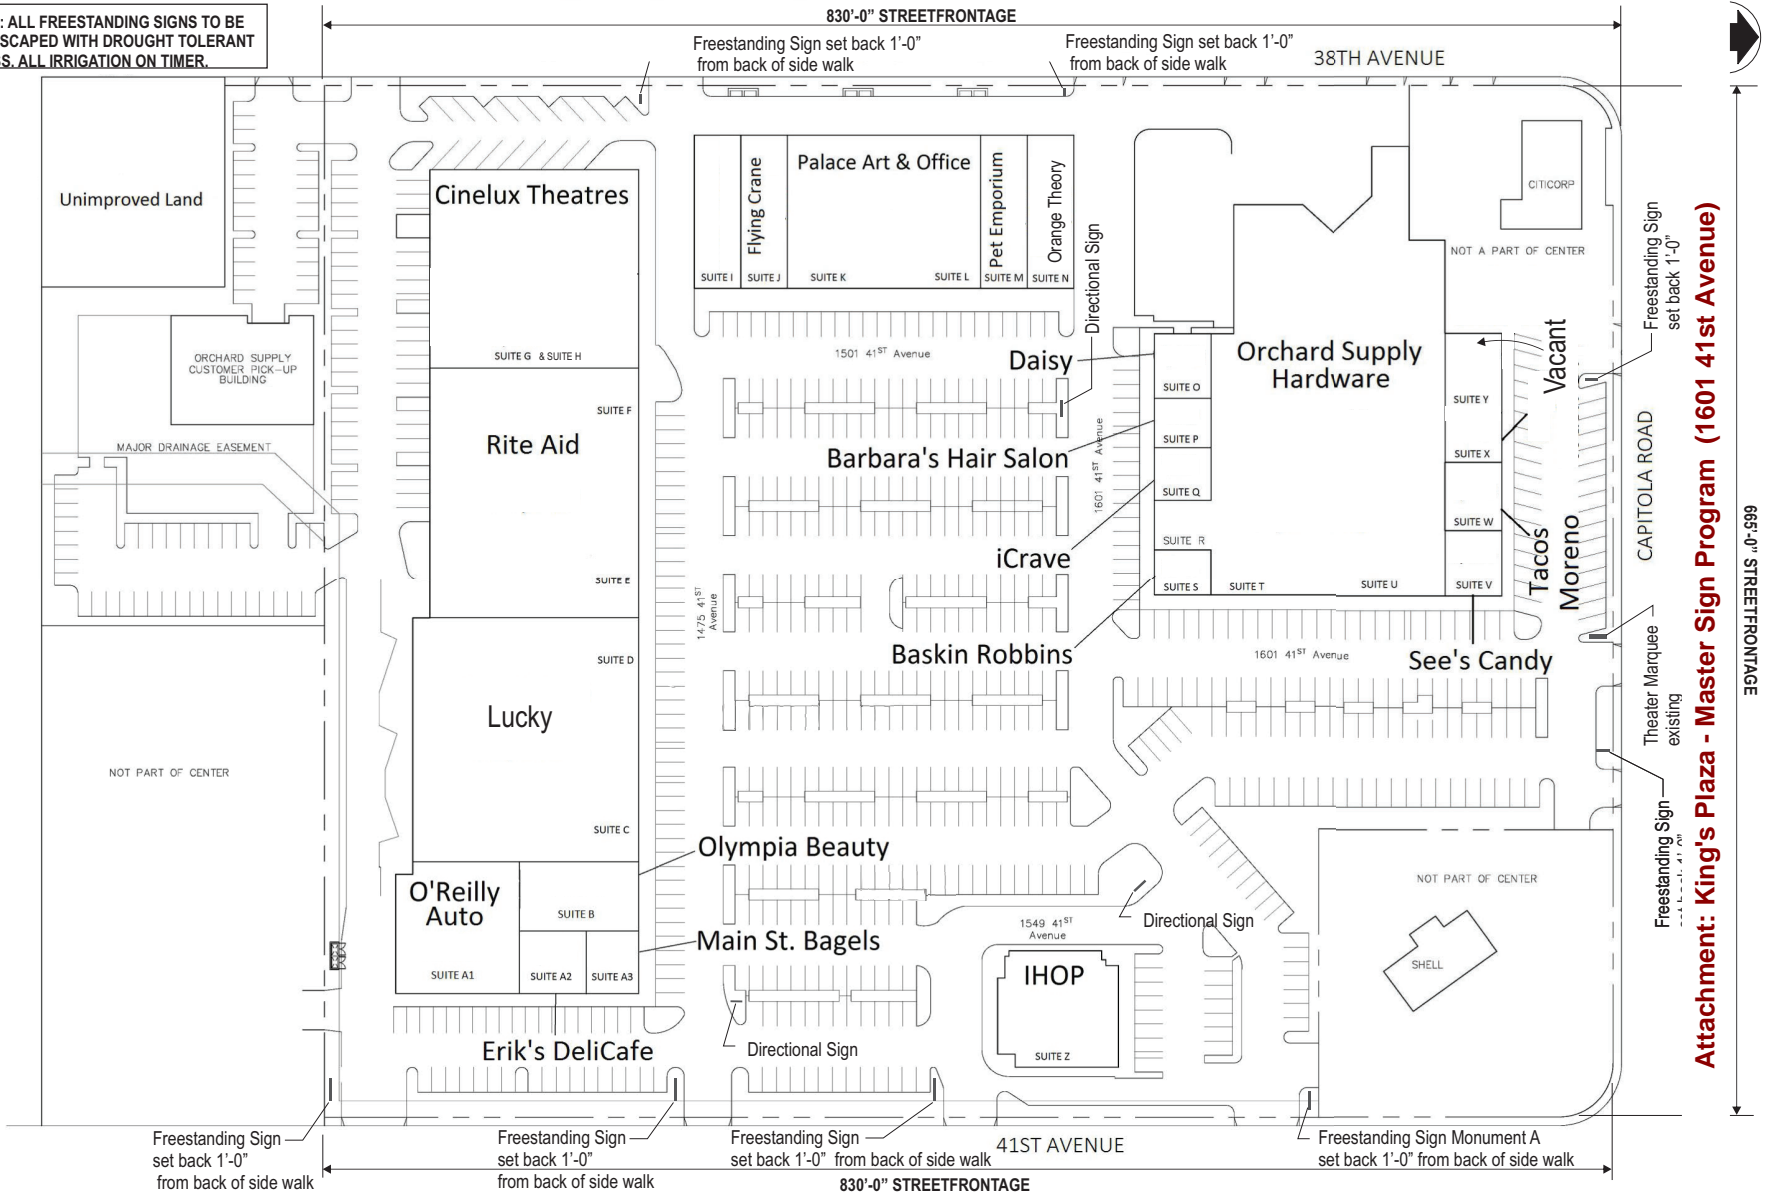 : ALL FREESTANDING SIGNS TO BE
SCAPED WITH DROUGHT TOLERANT
S. ALL IRRIGATION ON TIMER.
830'-0” STREETFRONTAGE
Freestanding Sign set back 1’-0”
from back of side walk
Freestanding Sign set back 1’-0”
from back of side walk
38TH AVENUE
Unimproved Land
ORCHARD SUPPLY
CUSTOMER PICK-UP
BUILDING
MAJOR DRAINAGE EASEMENT
NOT PART OF CENTER
Cinelux Theatres
SUITE G & SUITE H
SUITE F
Rite Aid
SUITE E
SUITE D
Lucky
SUITE C
O'Reilly
Auto
SUITE A1
SUITE B
SUITE A2
SUITE A3
Olympia Beauty
Main St. Bagels
Erik's DeliCafe
SUITE I
Flying Crane
SUITE J
Palace Art & Office
SUITE K
SUITE L
Pet Emporium
SUITE M
Orange Theory
SUITE N
Directional Sign
1501 41ST Avenue
1475 41ST
Avenue
1601 41ST Avenue
Daisy
Barbara's Hair Salon
iCrave
Baskin Robbins
SUITE O
SUITE P
SUITE Q
SUITE R
SUITE S
SUITE T
SUITE U
SUITE V
SUITE W
SUITE X
SUITE Y
Orchard Supply
Hardware
Vacant
Tacos
Moreno
See's Candy
1601 41ST Avenue
CITICORP
NOT A PART OF CENTER
Freestanding Sign
set back 1’-0”
CAPITOLA ROAD
Theater Marquee
existing
Freestanding Sign
set back 1’-0”
Attachment: King's Plaza - Master Sign Program (1601 41st Avenue)
665’-0” STREETFRONTAGE
NOT PART OF CENTER
SHELL
Directional Sign
1549 41ST
Avenue
IHOP
SUITE Z
Directional Sign
Freestanding Sign
set back 1’-0”
from back of side walk
Freestanding Sign
set back 1’-0”
from back of side walk
Freestanding Sign
set back 1’-0” from back of side walk
41ST AVENUE
Freestanding Sign Monument A
set back 1’-0” from back of side walk
830’-0” STREETFRONTAGE